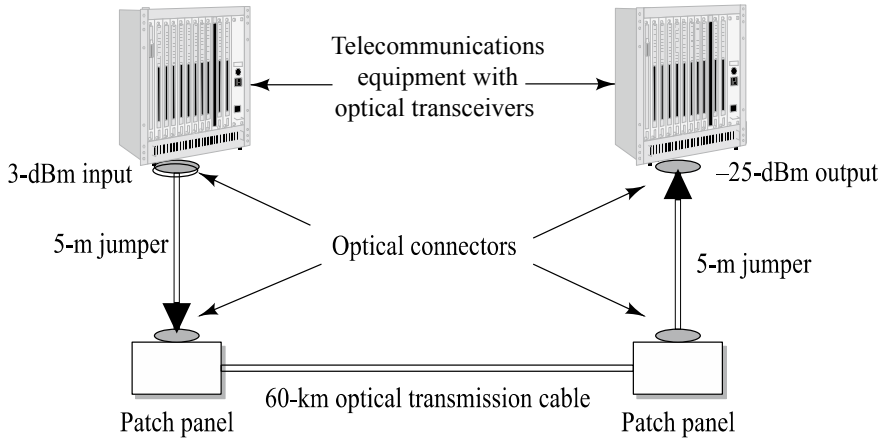 Telecommunications
equipment with
optical transceivers
3-dBm input
–25-dBm output
5-m jumper
Optical connectors
5-m jumper
60-km optical transmission cable
Patch panel
Patch panel